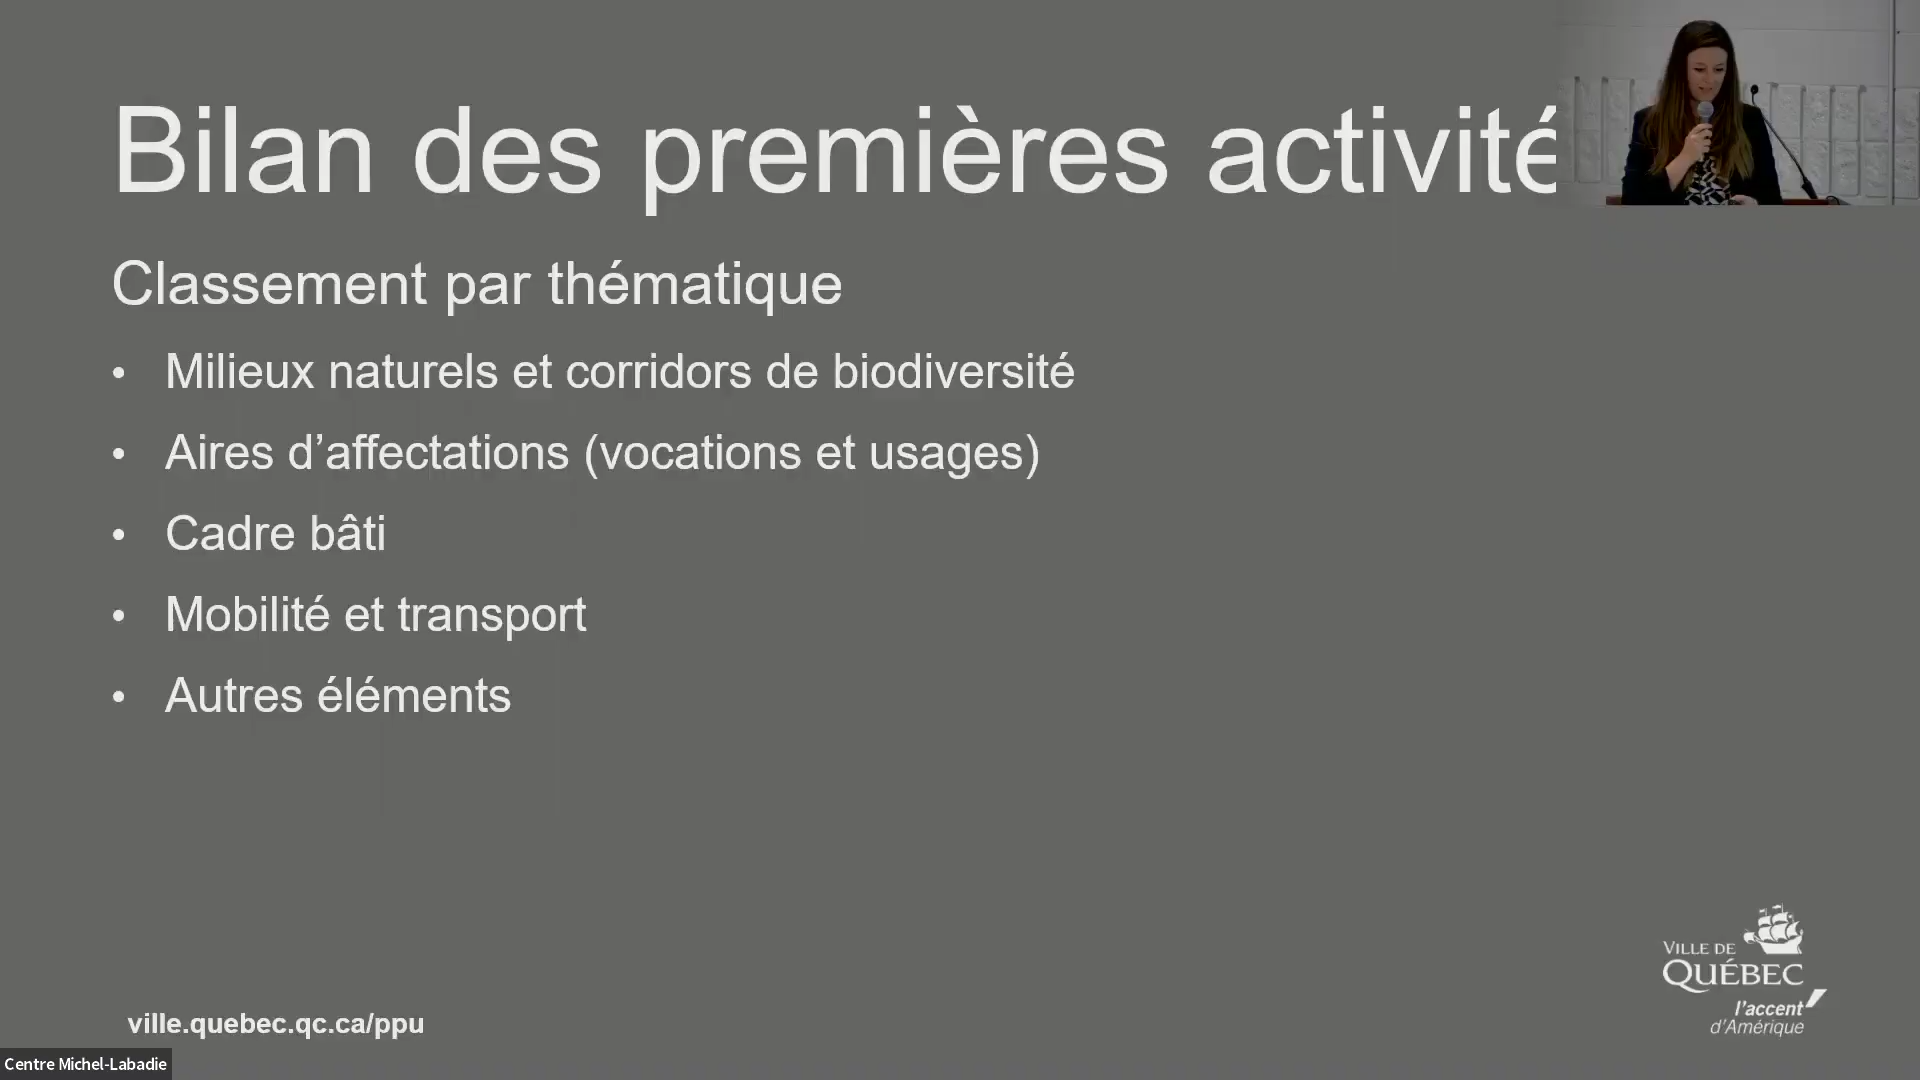 Bilan des premières activité
Classement par thématique
• Milieux naturels et corridors de biodiversité
• Aires d’affectations (vocations et usages)
• Cadre bâti
• Mobilité et transport
• Autres éléments
VILLE DE
QUÉBEC
l'accent
d'Amérique
ville.quebec.qc.ca/ppu
Centre Michel-Labadie